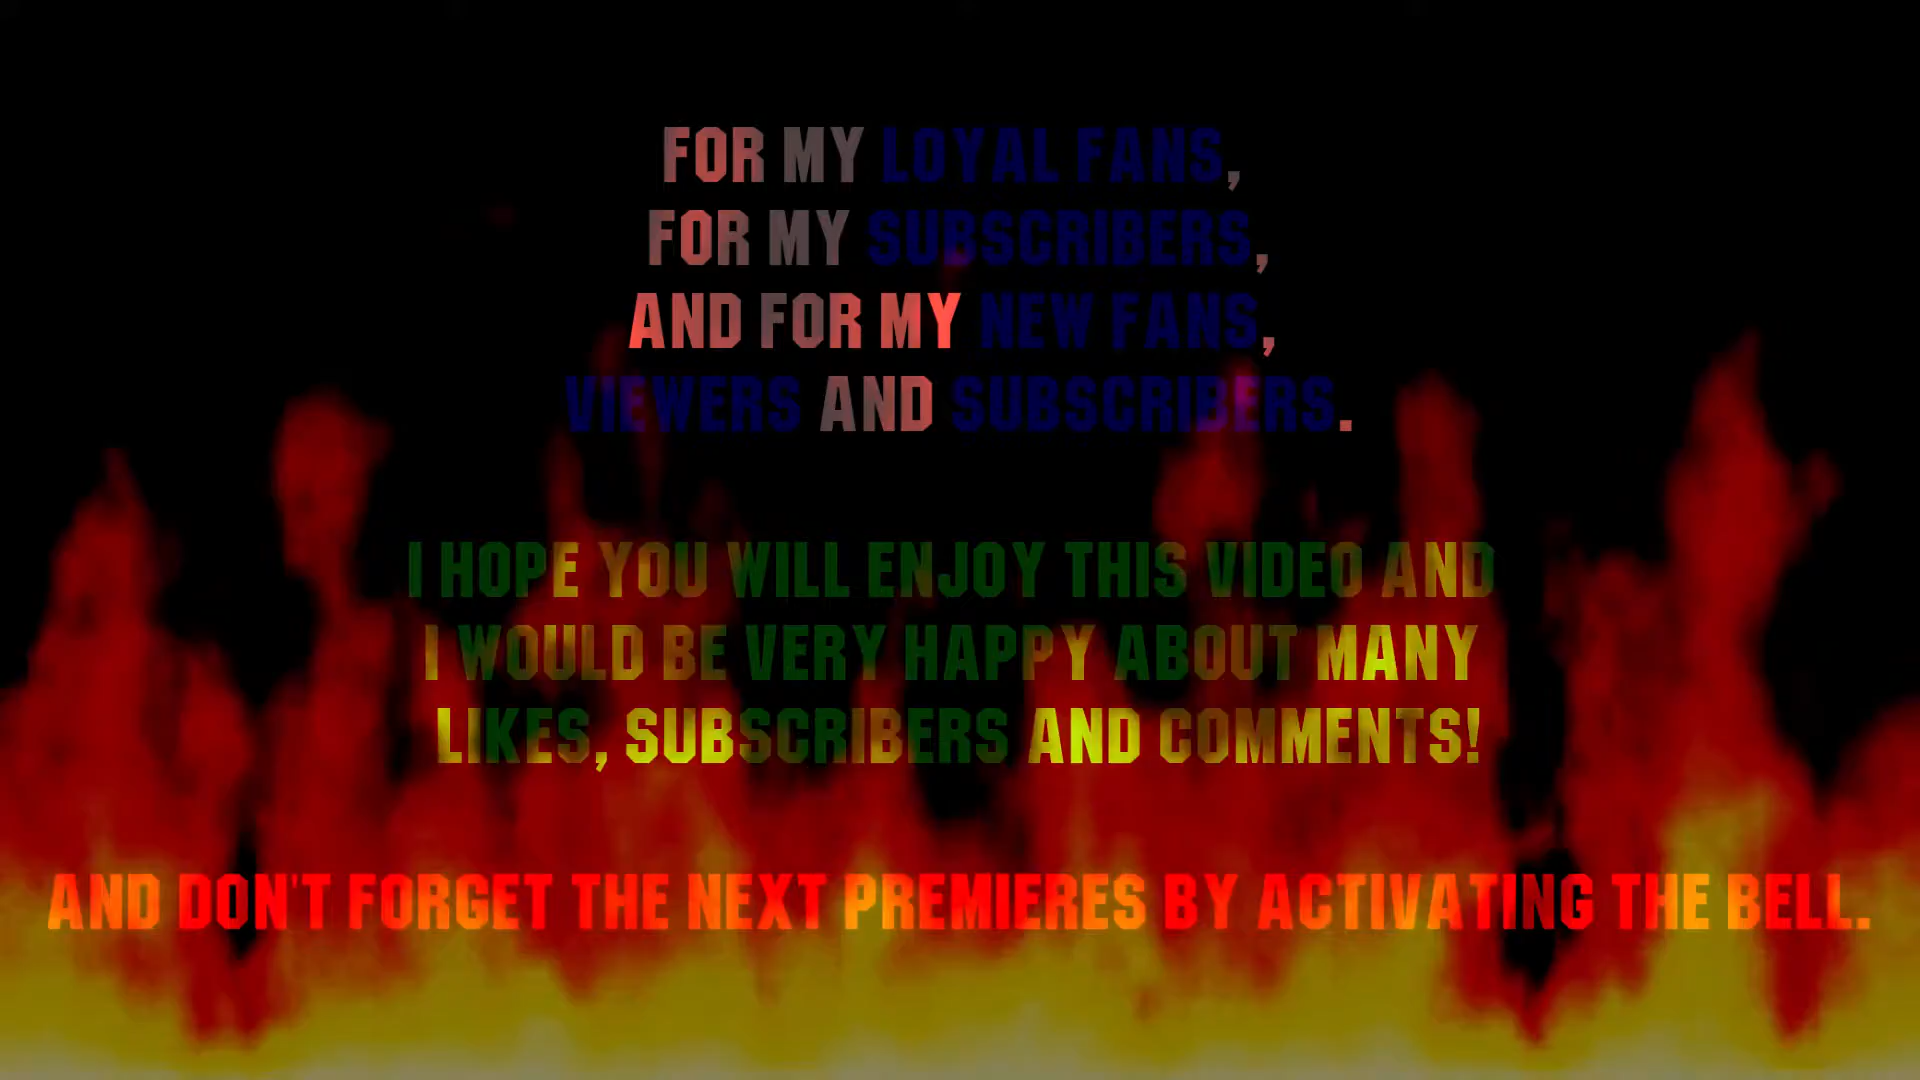 FOR MY LOYAL FANS,
FOR MY SUBSCRIBERS,
AND FOR MY NEW FANS,
VIEWERS AND SUBSCRIBERS.
I HOPE YOU WILL ENJOY THIS VIDEO AND
I WOULD BE VERY HAPPY ABOUT MANY
LIKES, SUBSCRIBERS AND COMMENTS!
AND DON'T FORGET THE NEXT PREMIERES BY ACTIVATING THE BELL.